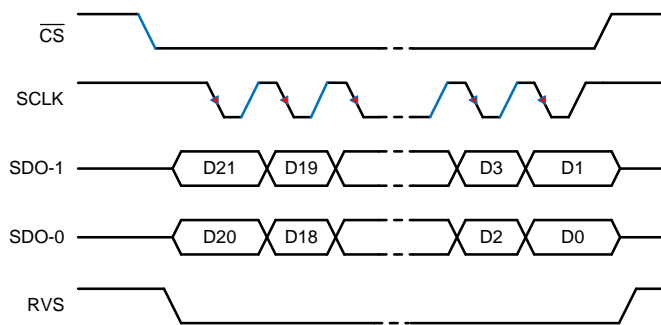 CS
SCLK
SDO-1 D21 D19 D3 D1
SDO-0 D20 D18 D2 D0
RVS